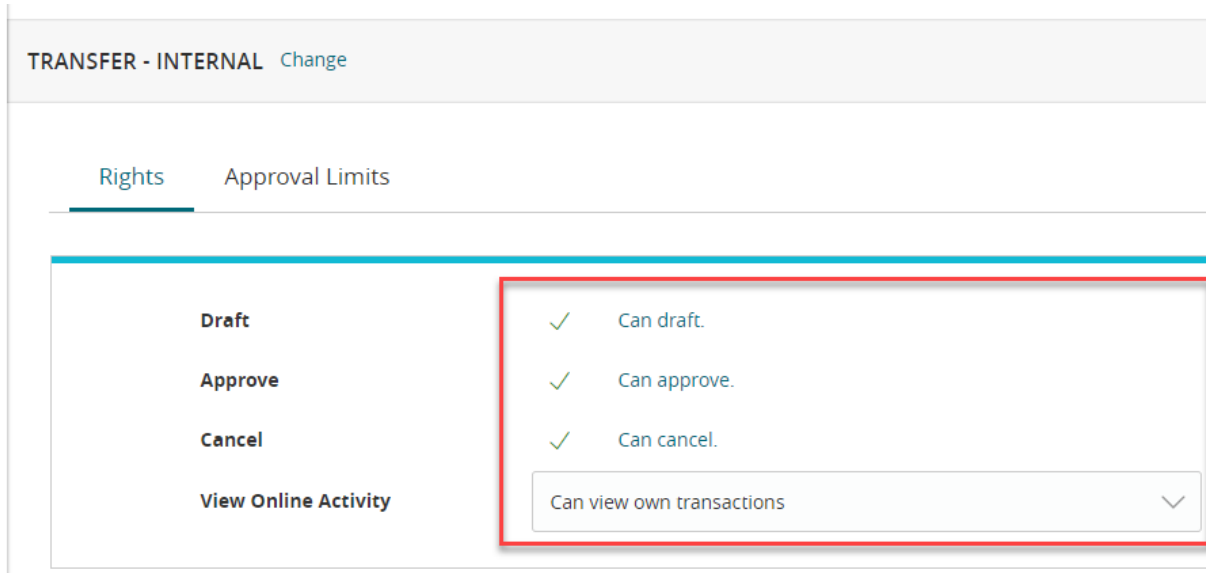 TRANSFER - INTERNAL Change
Rights Approval Limits
Draft Can draft.
Approve Can approve.
Cancel Can cancel.
View Online Activity Can view own transactions